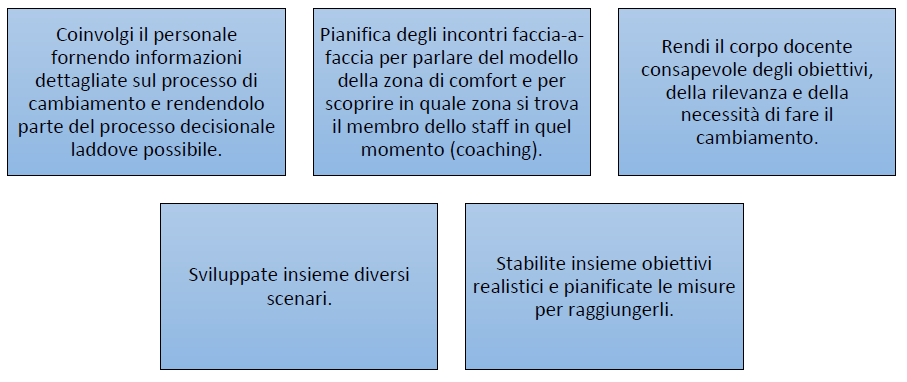 Coinvolgi il personale
fornendo informazioni
dettagliate sul processo di
cambiamento e rendendolo
parte del processo decisionale
laddove possibile.
Pianifica degli incontri faccia-a-
faccia per parlare del modello
della zona di comfort e per
scoprire in quale zona si trova
il membro dello staff in quel
momento (coaching).
Rendi il corpo docente
consapevole degli obiettivi,
della rilevanza e della
necessità di fare il
cambiamento.
Sviluppate insieme diversi
scenari.
Stabilite insieme obiettivi
realistici e pianificate le misure
per raggiungerli.